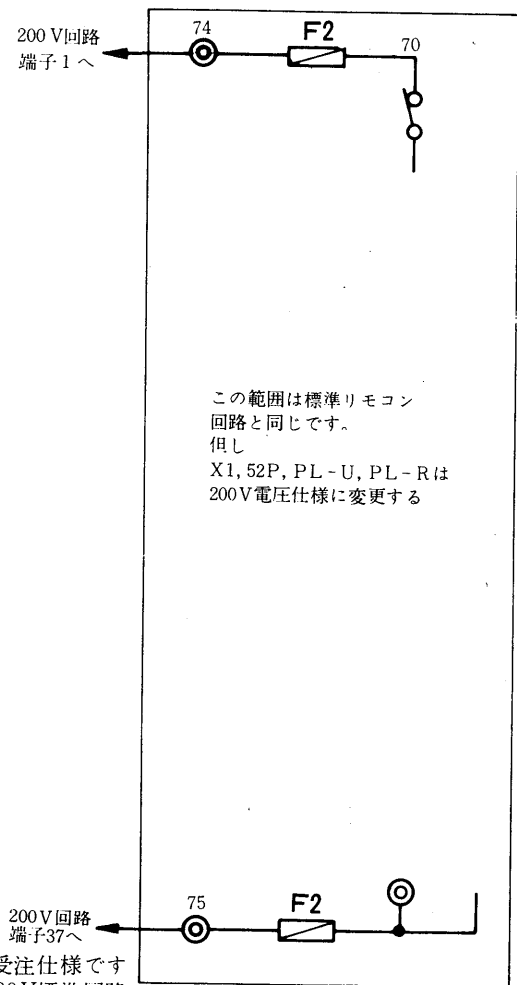 200V回路
端子1へ
74
F2
70
この範囲は標準リモコン
回路と同じです。
但し
X1, 52P, PL-U, PL-Rは
200V電圧仕様に変更する
200V回路
端子37へ
75
F2
受注仕様です